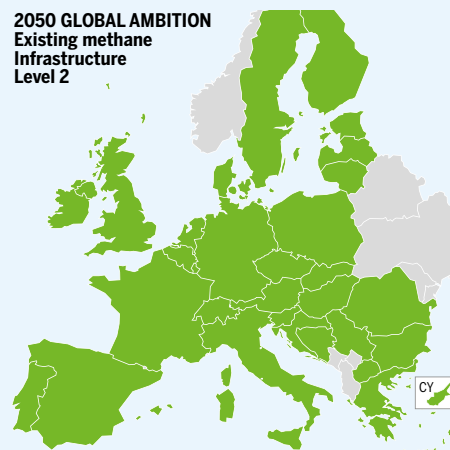 2050 GLOBAL AMBITION
Existing methane
Infrastructure
Level 2
CY